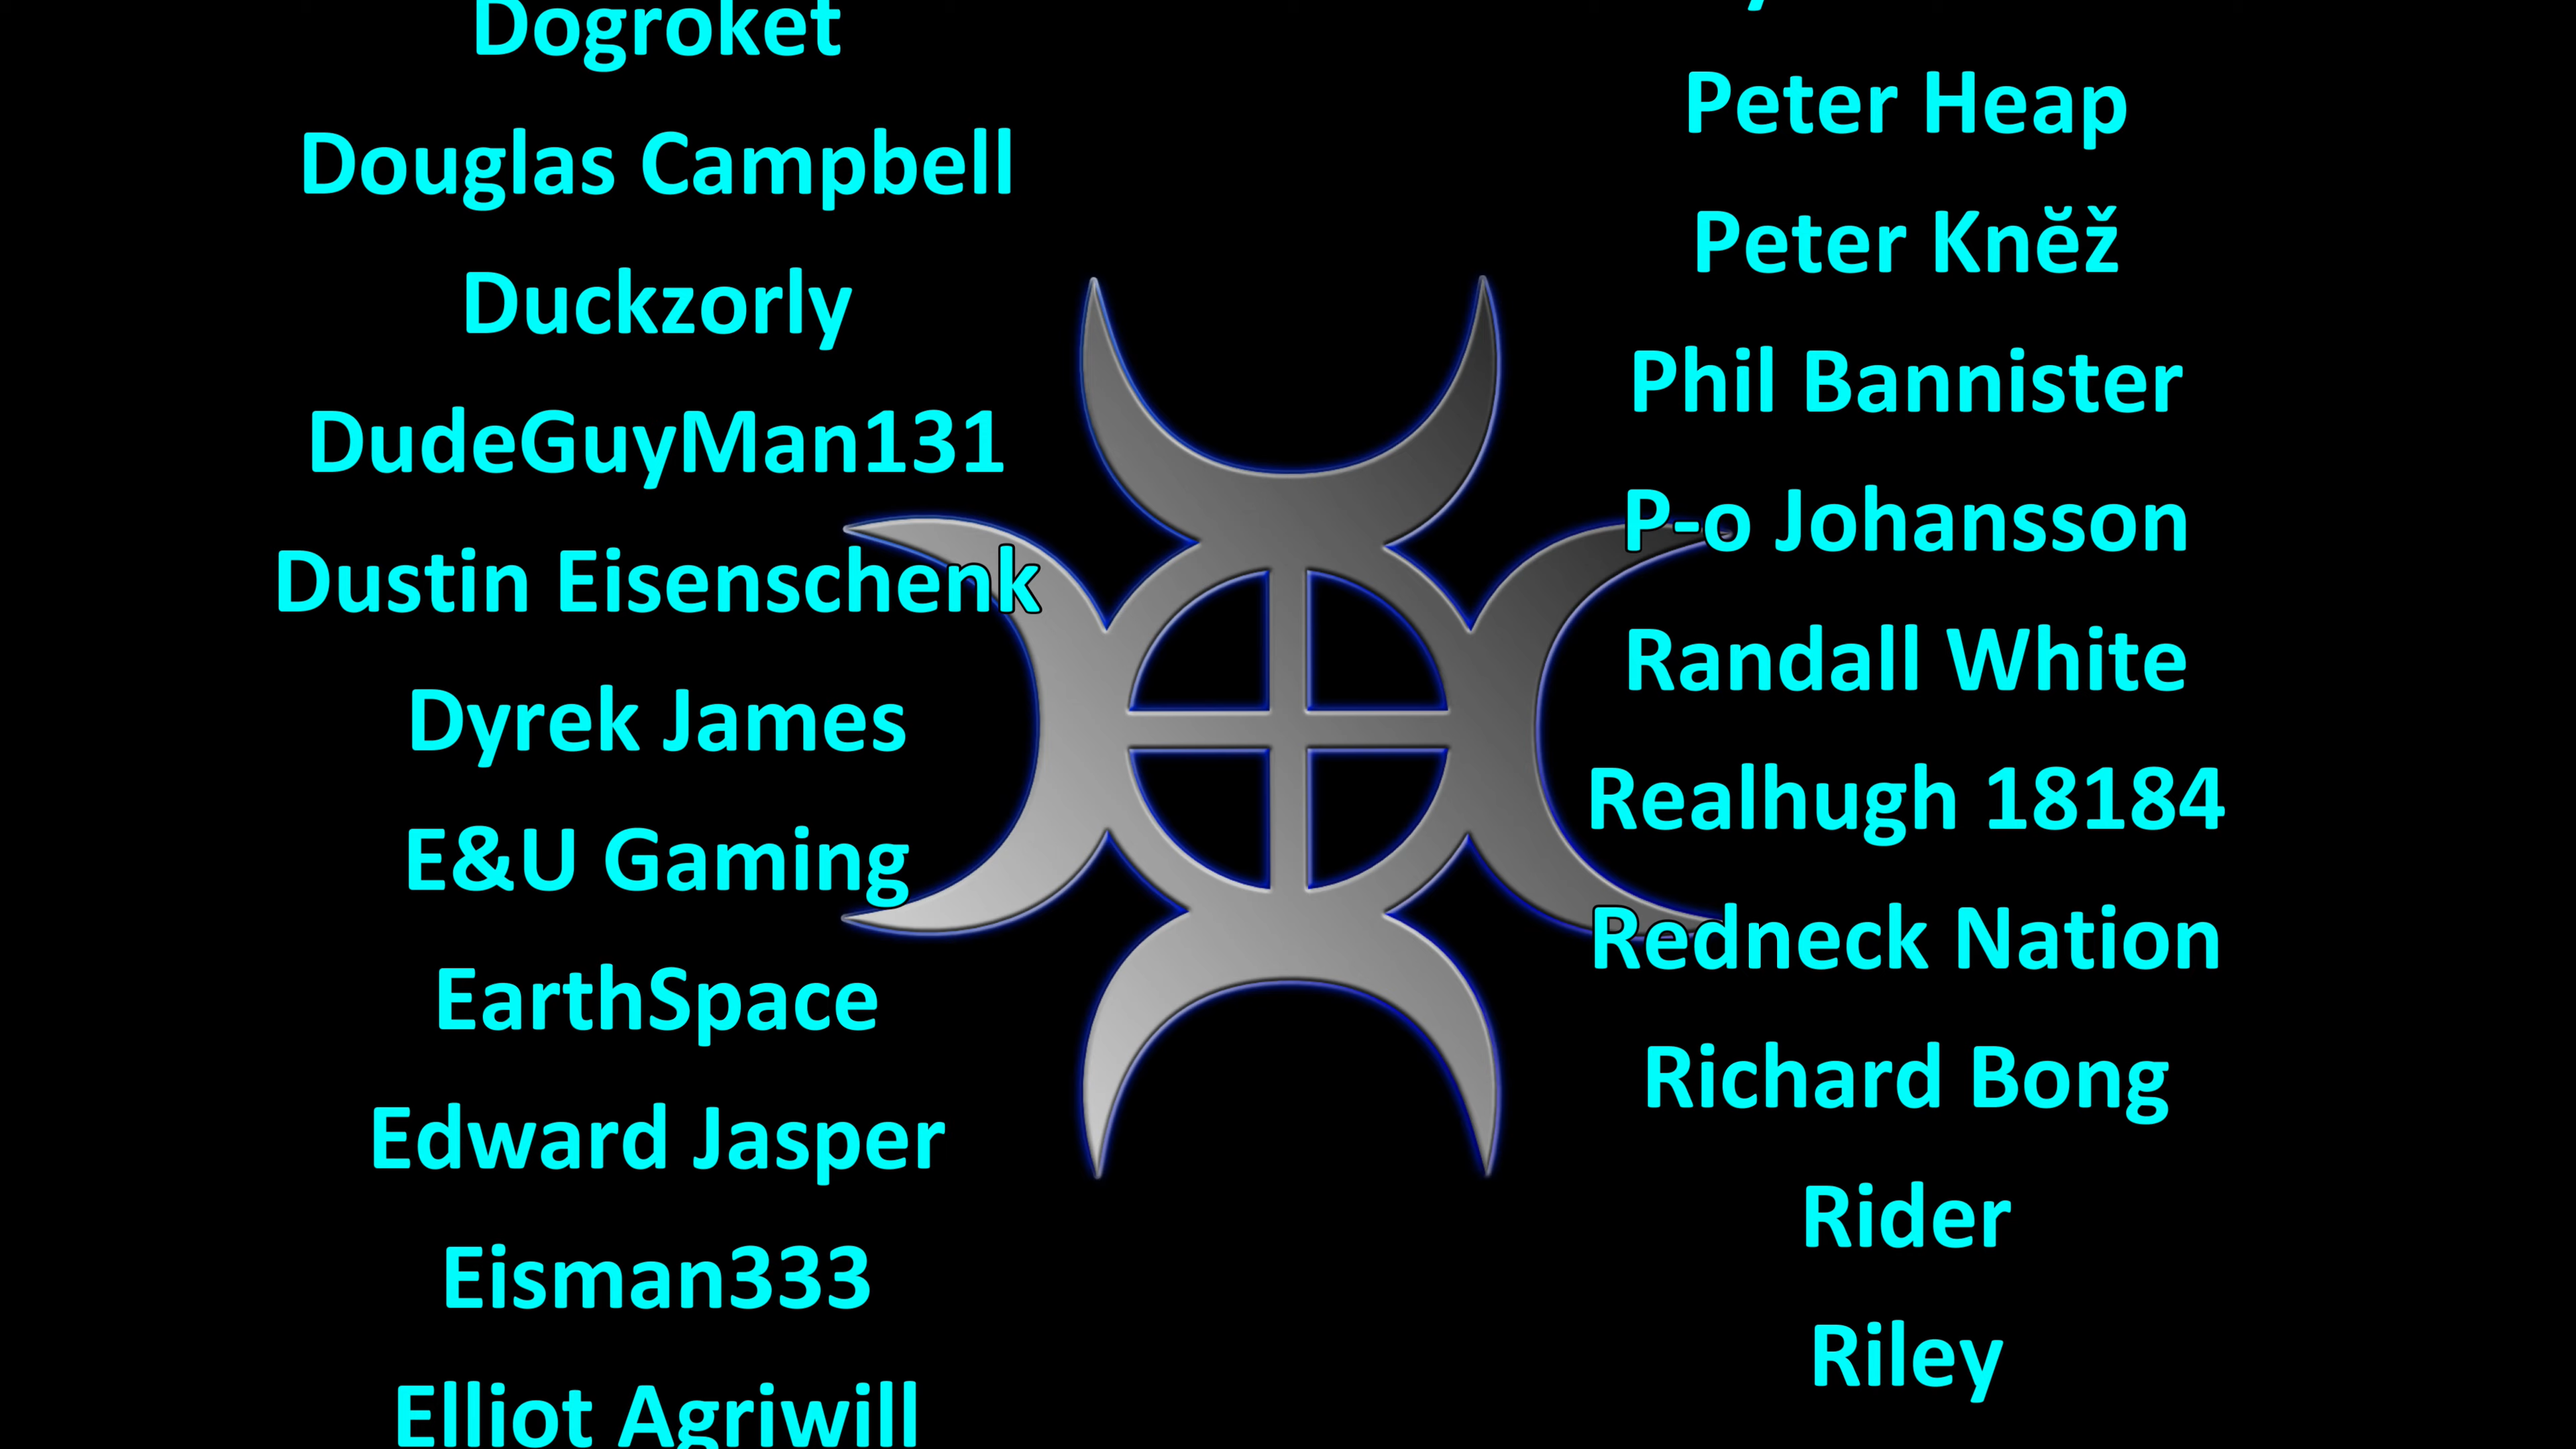 Dogroket
Douglas Campbell
Duckzorly
DudeGuyMan131
Dustin Eisenschenk
Dyrek James
E&U Gaming
EarthSpace
Edward Jasper
Eisman333
Elliot Agriwill
Peter Heap
Peter Kněž
Phil Bannister
P-o Johansson
Randall White
Realhugh 18184
Redneck Nation
Richard Bong
Rider
Riley